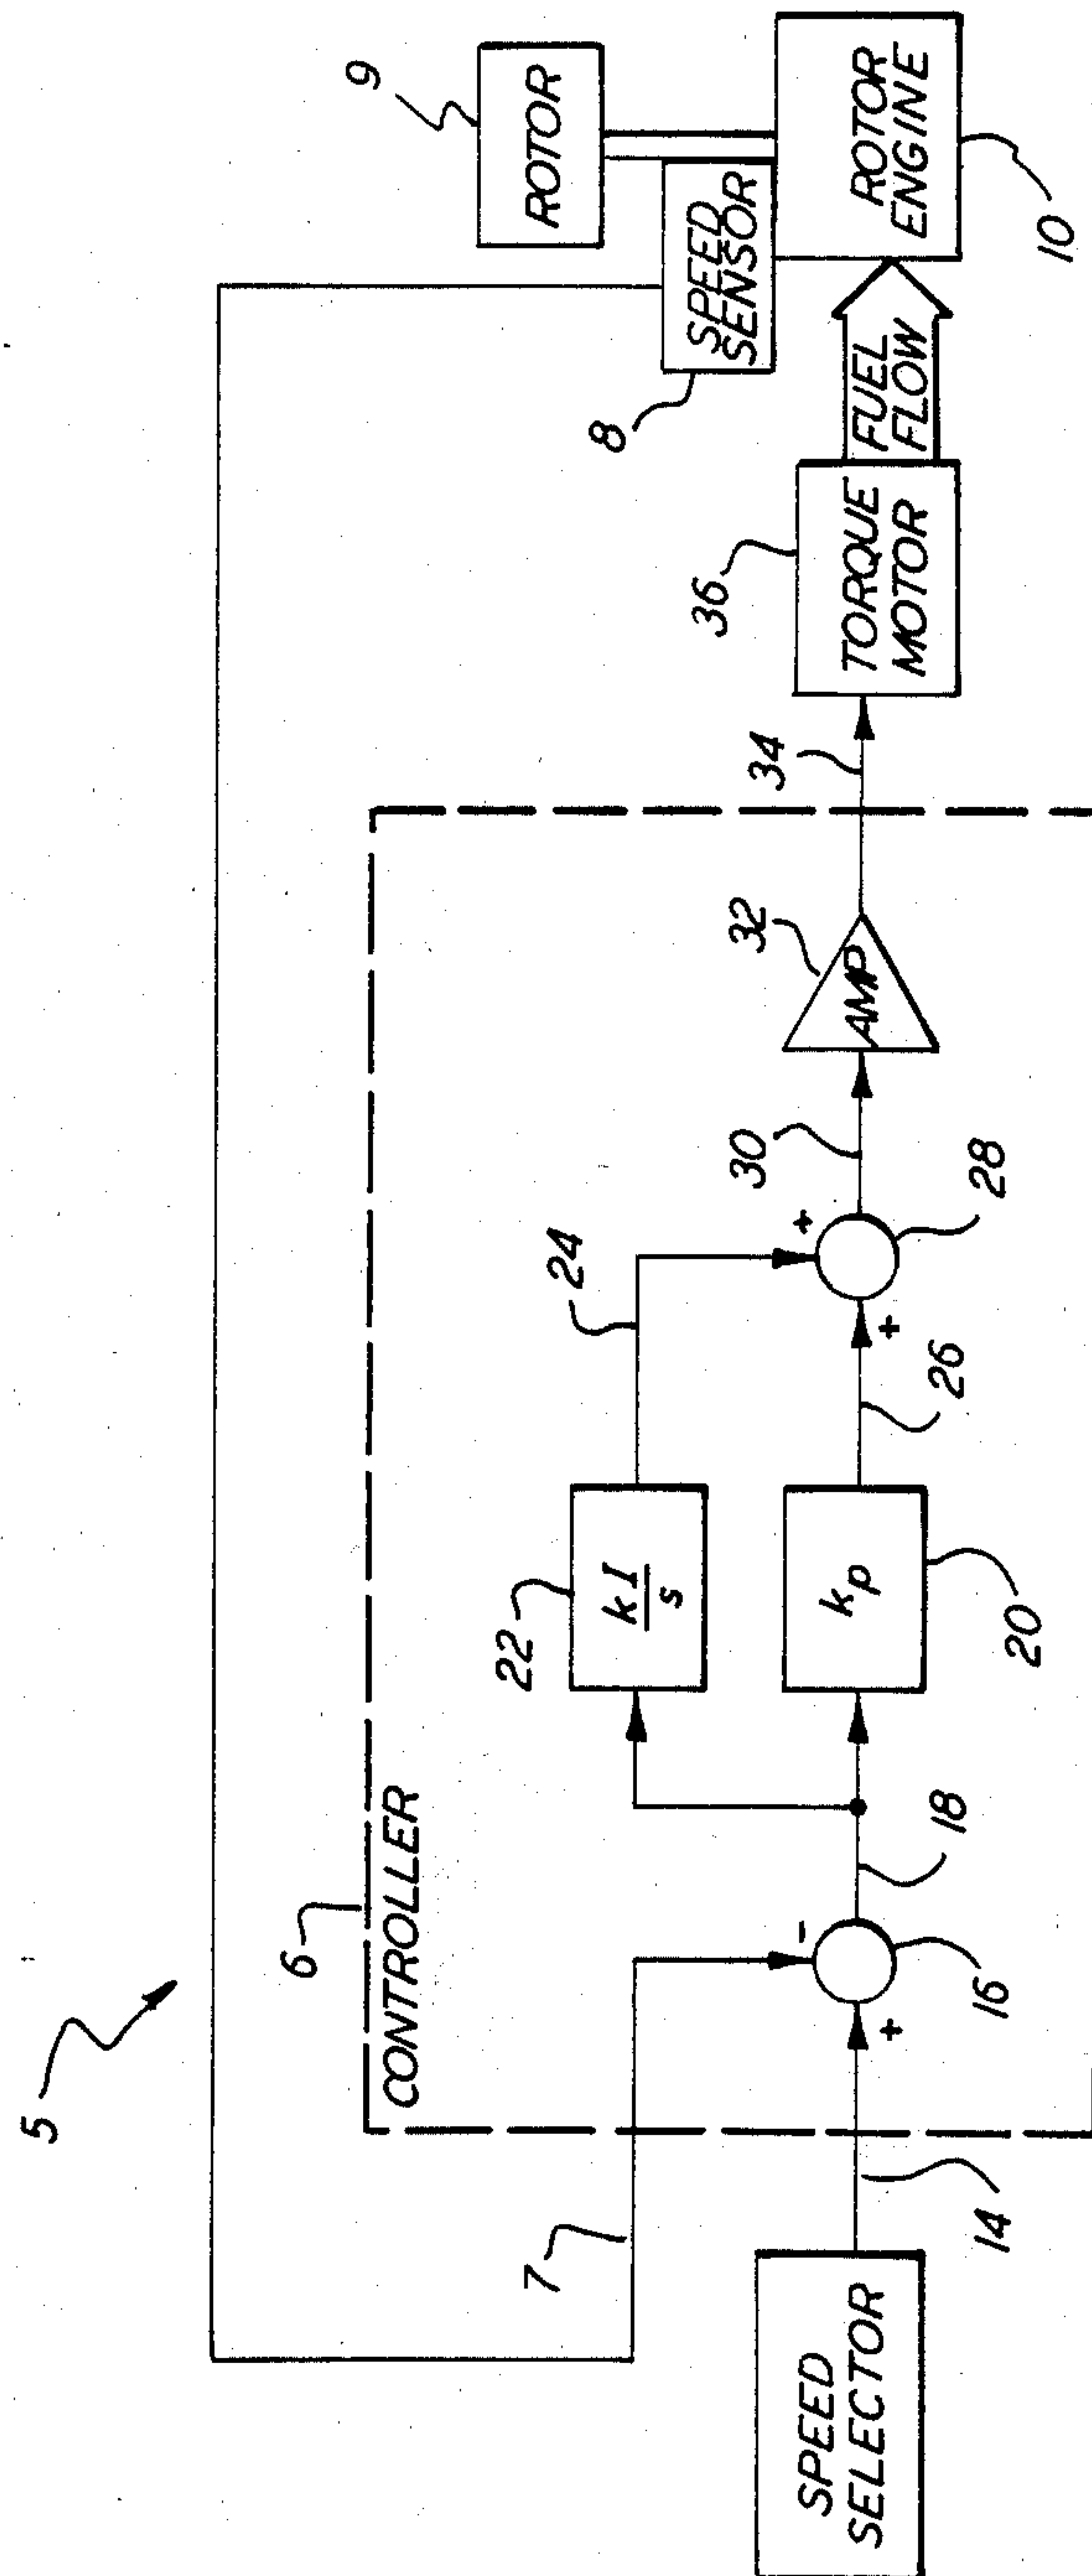 5
6
CONTROLLER
7
SPEED
SELECTOR
14
+
-
16
18
22
kI
s
kp
20
24
26
+
+
28
30
32
AMP
34
36
TORQUE
MOTOR
FUEL
FLOW
8
SPEED
SENSOR
9
ROTOR
ROTOR
ENGINE
10